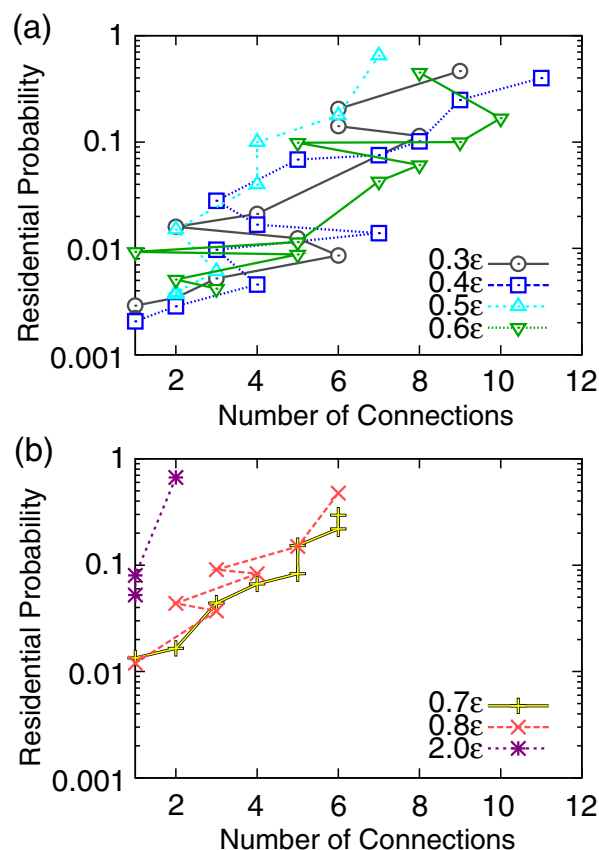 (a)
Residential Probability
1
0.1
0.01
0.001
0.3ε
0.4ε
0.5ε
0.6ε
2 4 6 8 10 12
Number of Connections
(b)
Residential Probability
1
0.1
0.01
0.001
0.7ε
0.8ε
2.0ε
2 4 6 8 10 12
Number of Connections